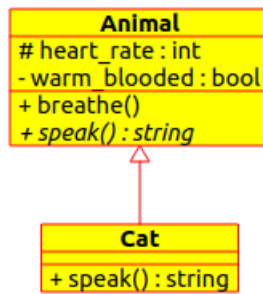 Animal
# heart_rate : int
- warm_blooded : bool
+ breathe()
+ speak() : string
Cat
+ speak() : string